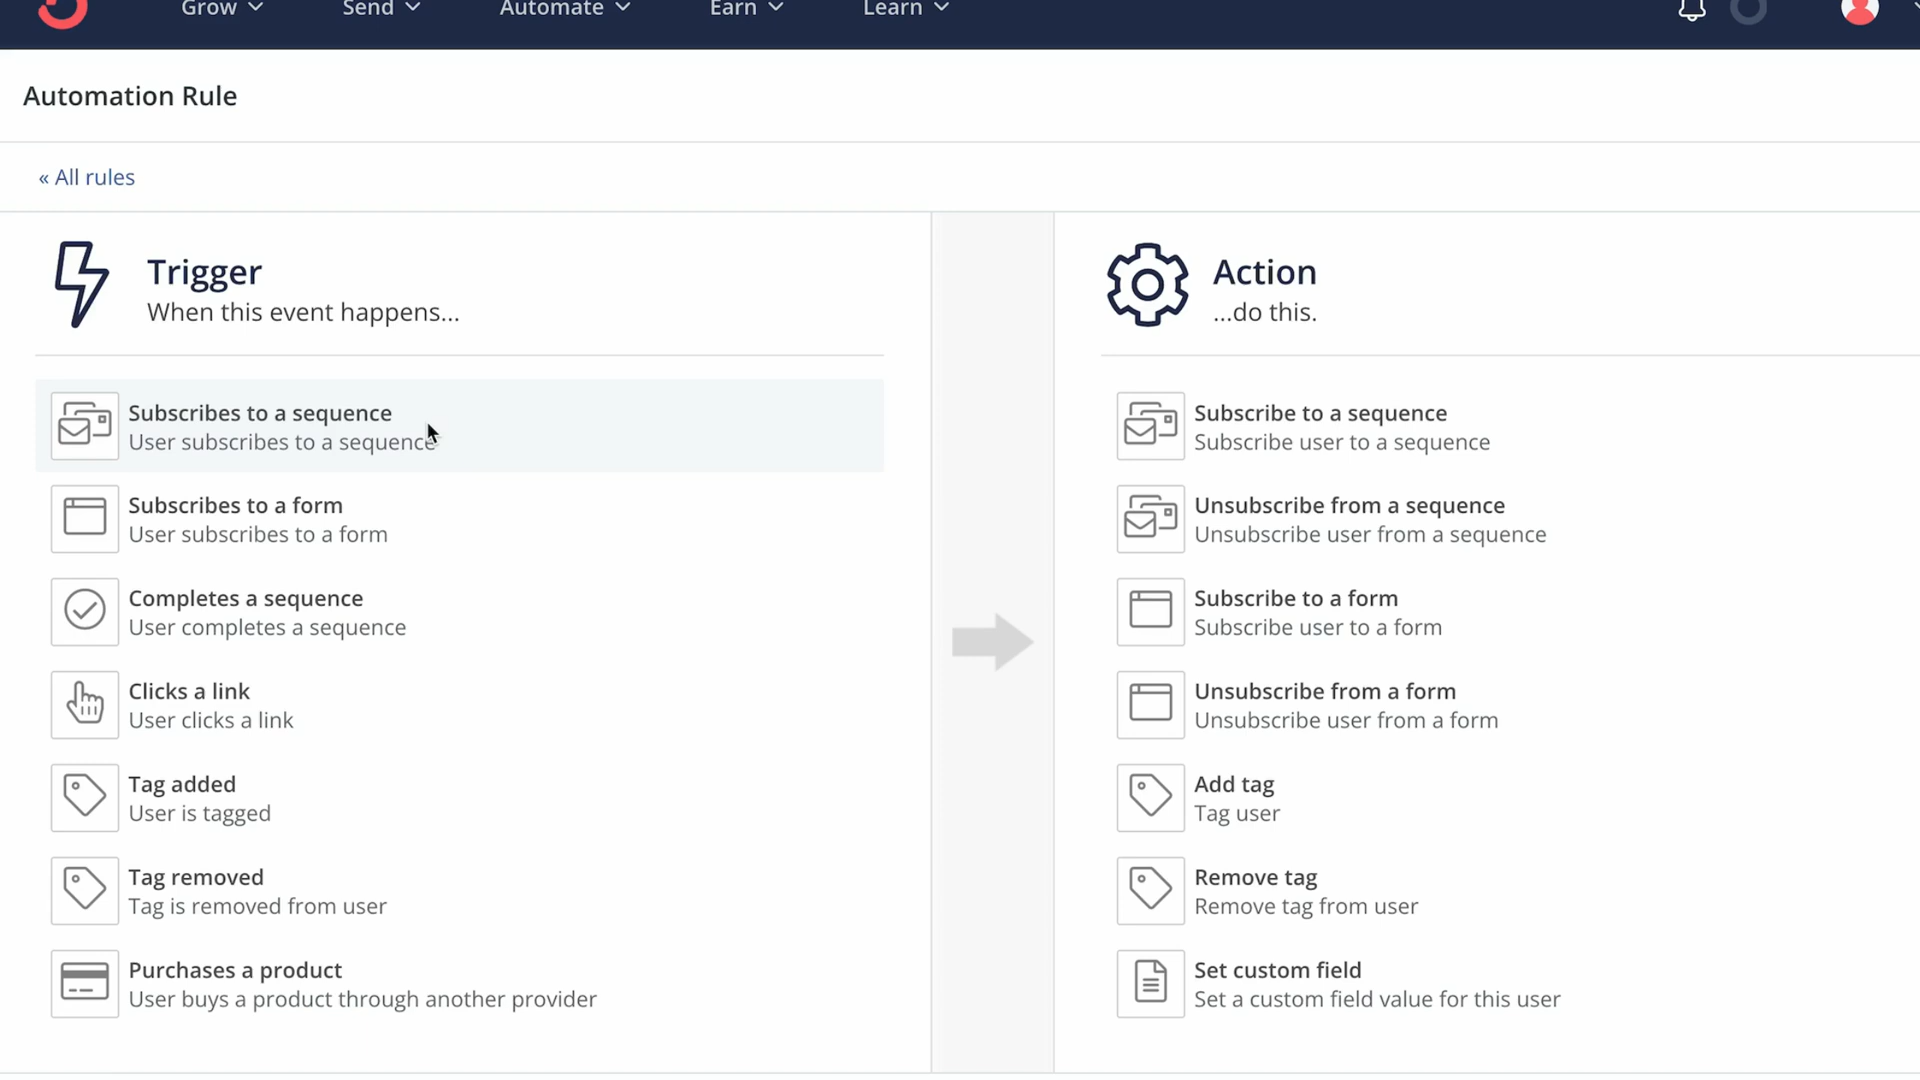 Grow
Send
Automate
Earn
Learn
Automation Rule
« All rules
Trigger
When this event happens...
Subscribes to a sequence
User subscribes to a sequence
Subscribes to a form
User subscribes to a form
Completes a sequence
User completes a sequence
Clicks a link
User clicks a link
Tag added
User is tagged
Tag removed
Tag is removed from user
Purchases a product
User buys a product through another provider
Action
...do this.
Subscribe to a sequence
Subscribe user to a sequence
Unsubscribe from a sequence
Unsubscribe user from a sequence
Subscribe to a form
Subscribe user to a form
Unsubscribe from a form
Unsubscribe user from a form
Add tag
Tag user
Remove tag
Remove tag from user
Set custom field
Set a custom field value for this user